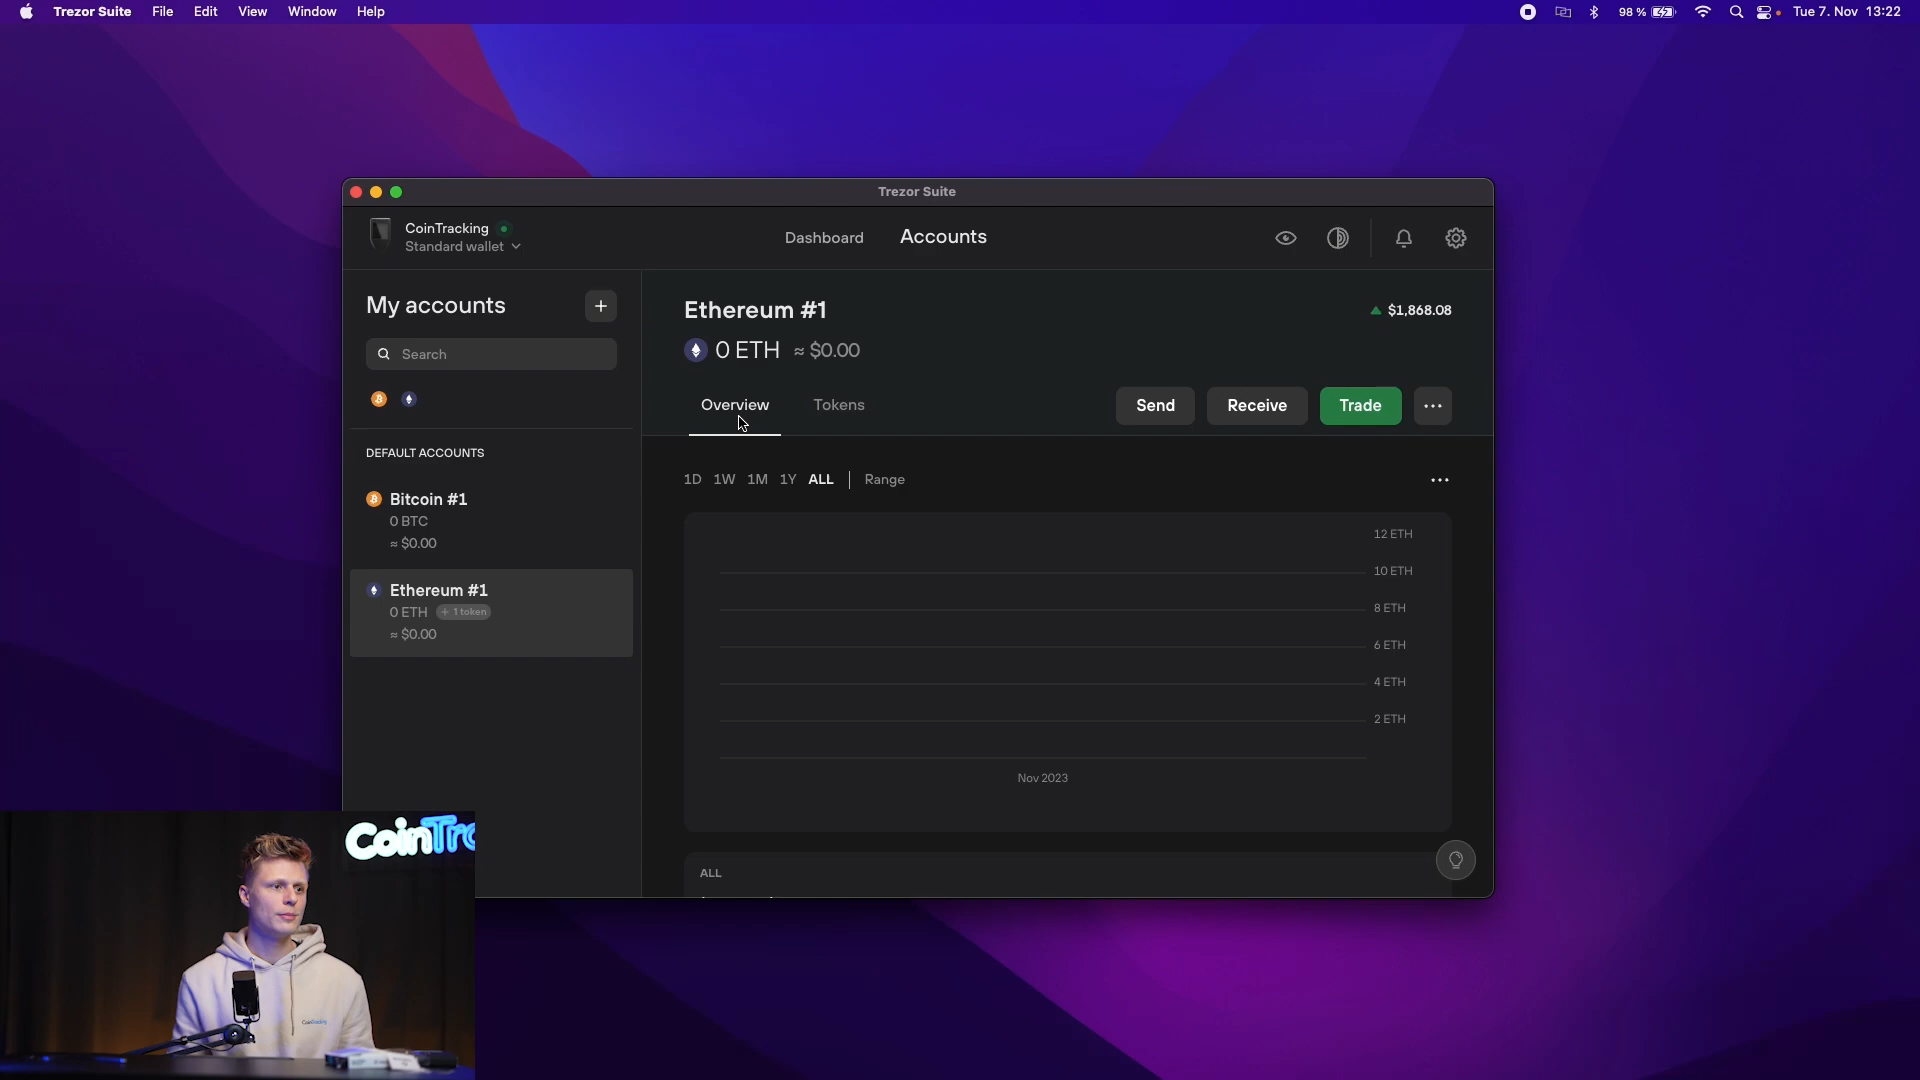 Trezor Suite File Edit View Window Help
98 % Tue 7. Nov 13:22
Trezor Suite
CoinTracking
Standard wallet
Dashboard Accounts
My accounts
Search
DEFAULT ACCOUNTS
Bitcoin #1
0 BTC
≈ $0.00
Ethereum #1
0 ETH + 1 token
≈ $0.00
Ethereum #1
$1,868.08
0 ETH ≈ $0.00
Overview Tokens Send Receive Trade
1D 1W 1M 1Y ALL Range
12 ETH
10 ETH
8 ETH
6 ETH
4 ETH
2 ETH
Nov 2023
ALL
CoinTra
CoinTracking